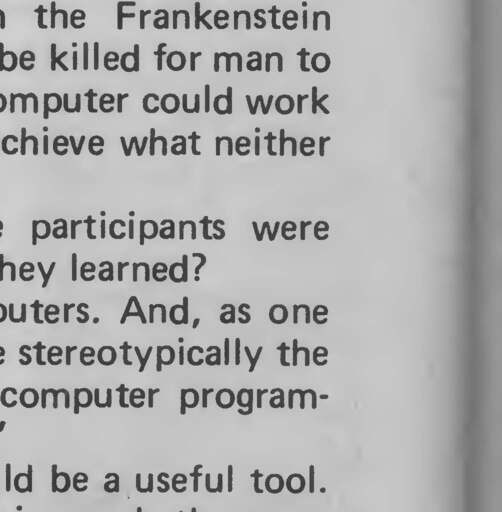 the Frankenstein
be killed for man to
omputer could work
chieve what neither
participants were
hey learned?
outers. And, as one
stereotypically the
computer program-
"
ld be a useful tool.